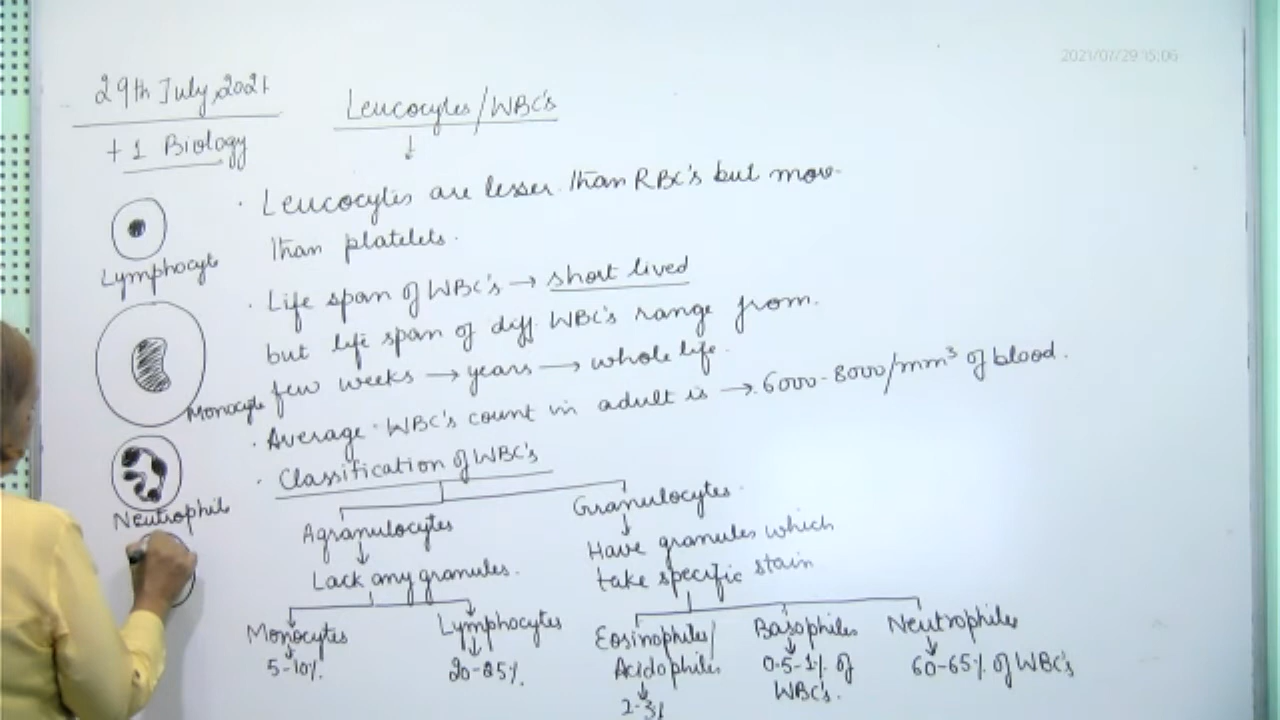 2021/07/29 15:06
29th July, 2021
+1 Biology
Leucocytes/WBC's
Lymphocyte
Monocyte
Neutrophil
· Leucocytes are lesser than RBC's but more
than platelets.
· Life span of WBC's → short lived
but life span of diff. WBC's range from
few weeks → years → whole life.
· Average WBC's count in adult is → 6000-8000/mm³ of blood.
· Classification of WBC's
Agranulocytes
Granulocytes
Lack any granules.
Have granules which
take specific stain
Monocytes
5-10%
Lymphocytes
20-25%
Eosinophiles/
Acidophiles
2-3%
Basophiles
0.5-1% of
WBC's.
Neutrophiles
60-65% of WBC's